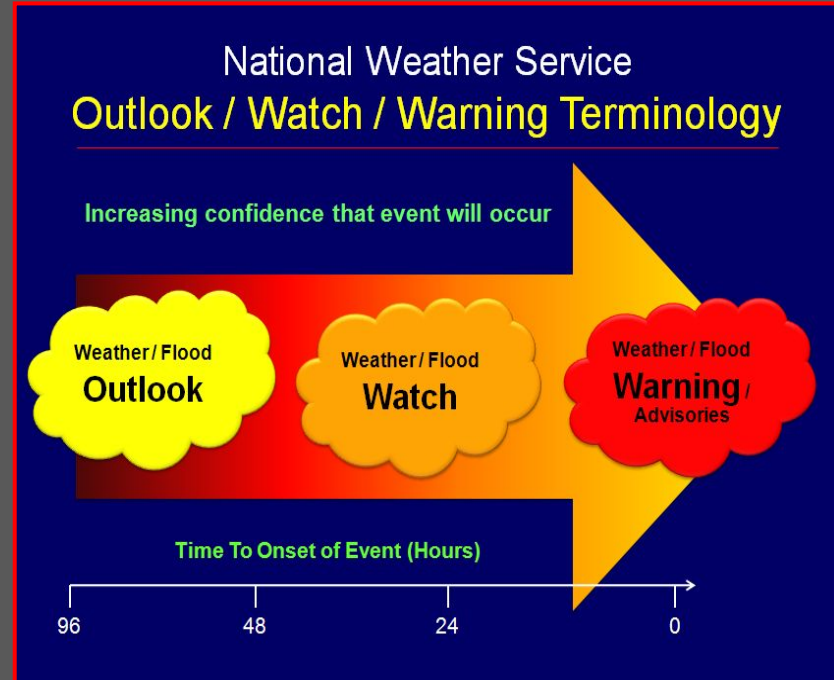 National Weather Service
Outlook / Watch / Warning Terminology
Increasing confidence that event will occur
Weather / Flood
Outlook
Weather / Flood
Watch
Weather / Flood
Warning /
Advisories
Time To Onset of Event (Hours)
96 48 24 0